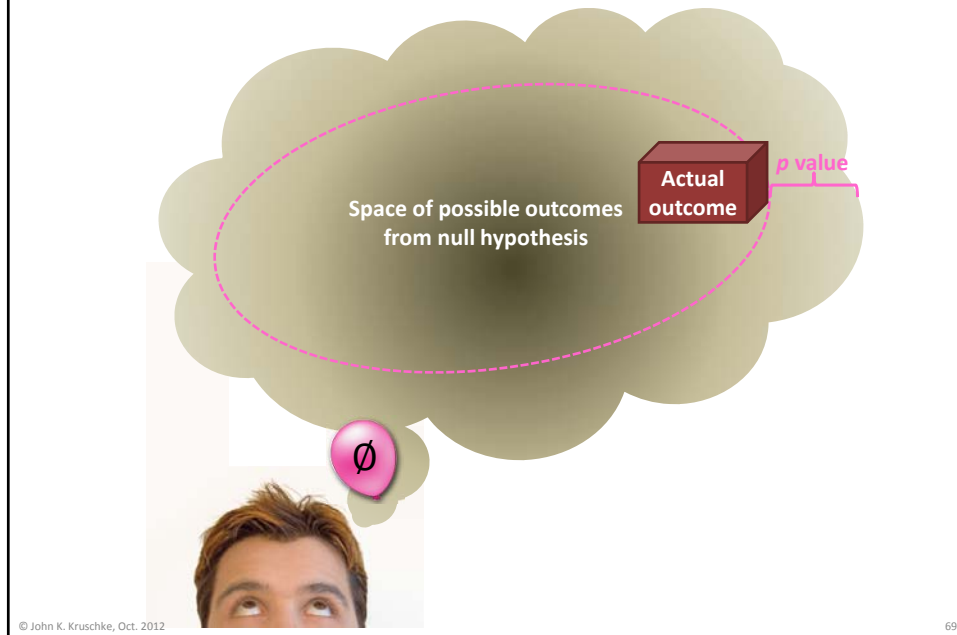 p value
Actual
outcome
Space of possible outcomes
from null hypothesis
Ø
© John K. Kruschke, Oct. 2012
69